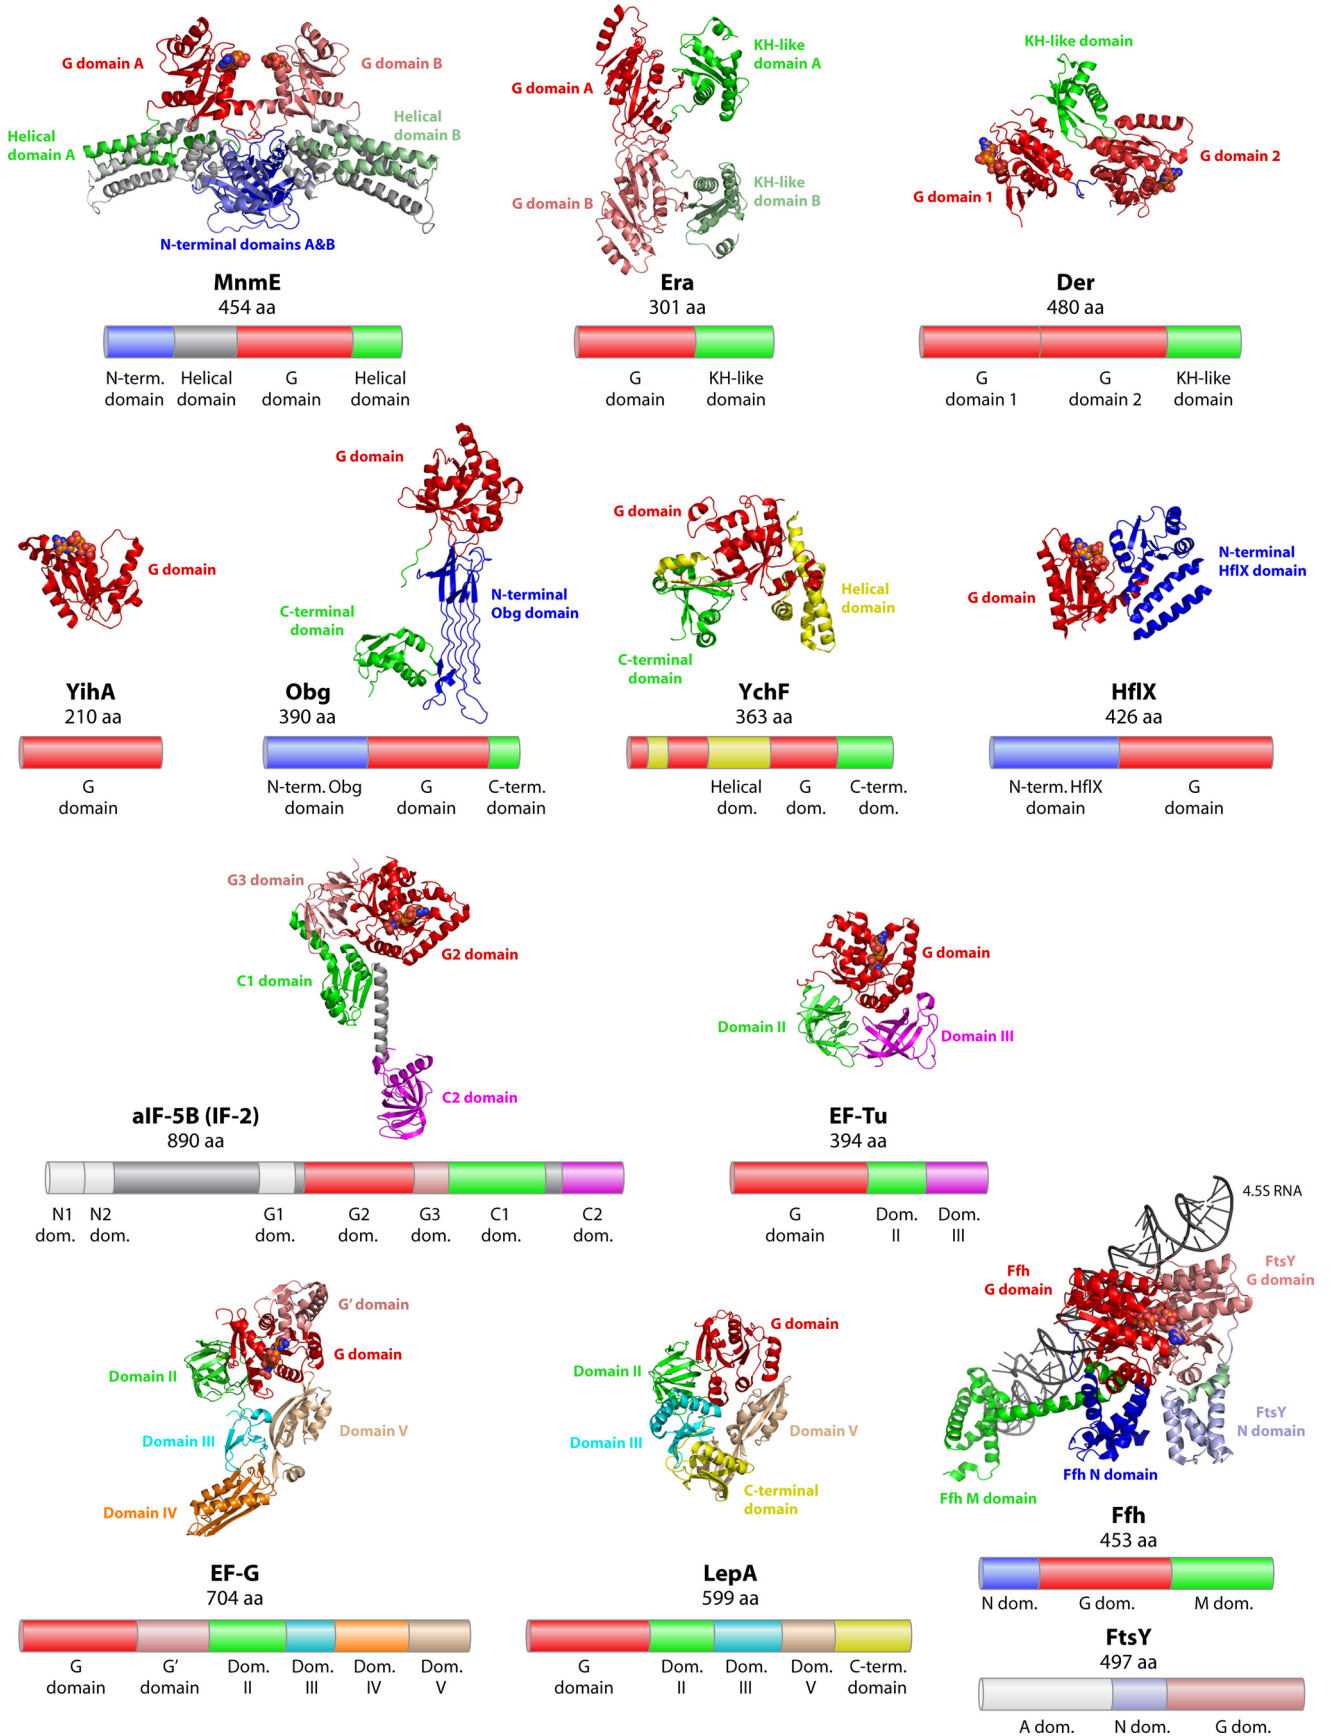 G domain A
G domain B
Helical
domain A
Helical
domain B
N-terminal domains A&B
MnmE
454 aa
N-term.
domain
Helical
domain
G
domain
Helical
domain
G domain A
KH-like
domain A
G domain B
KH-like
domain B
Era
301 aa
G
domain
KH-like
domain
KH-like domain
G domain 2
G domain 1
Der
480 aa
G
domain 1
G
domain 2
KH-like
domain
G domain
YihA
210 aa
G
domain
G domain
N-terminal
Obg domain
C-terminal
domain
Obg
390 aa
N-term. Obg
domain
G
domain
C-term.
domain
G domain
Helical
domain
C-terminal
domain
YchF
363 aa
Helical
dom.
G
dom.
C-term.
dom.
N-terminal
HflX domain
G domain
HflX
426 aa
N-term. HflX
domain
G
domain
G3 domain
G2 domain
C1 domain
C2 domain
aIF-5B (IF-2)
890 aa
N1
dom.
N2
dom.
G1
dom.
G2
dom.
G3
dom.
C1
dom.
C2
dom.
G domain
Domain II
Domain III
EF-Tu
394 aa
G
domain
Dom.
II
Dom.
III
G′ domain
G domain
Domain II
Domain III
Domain V
Domain IV
EF-G
704 aa
G
domain
G′
domain
Dom.
II
Dom.
III
Dom.
IV
Dom.
V
G domain
Domain II
Domain III
Domain V
C-terminal
domain
LepA
599 aa
G
domain
Dom.
II
Dom.
III
Dom.
V
C-term.
domain
4.5S RNA
Ffh
G domain
FtsY
G domain
FtsY
N domain
Ffh N domain
Ffh M domain
Ffh
453 aa
N dom.
G dom.
M dom.
FtsY
497 aa
A dom.
N dom.
G dom.